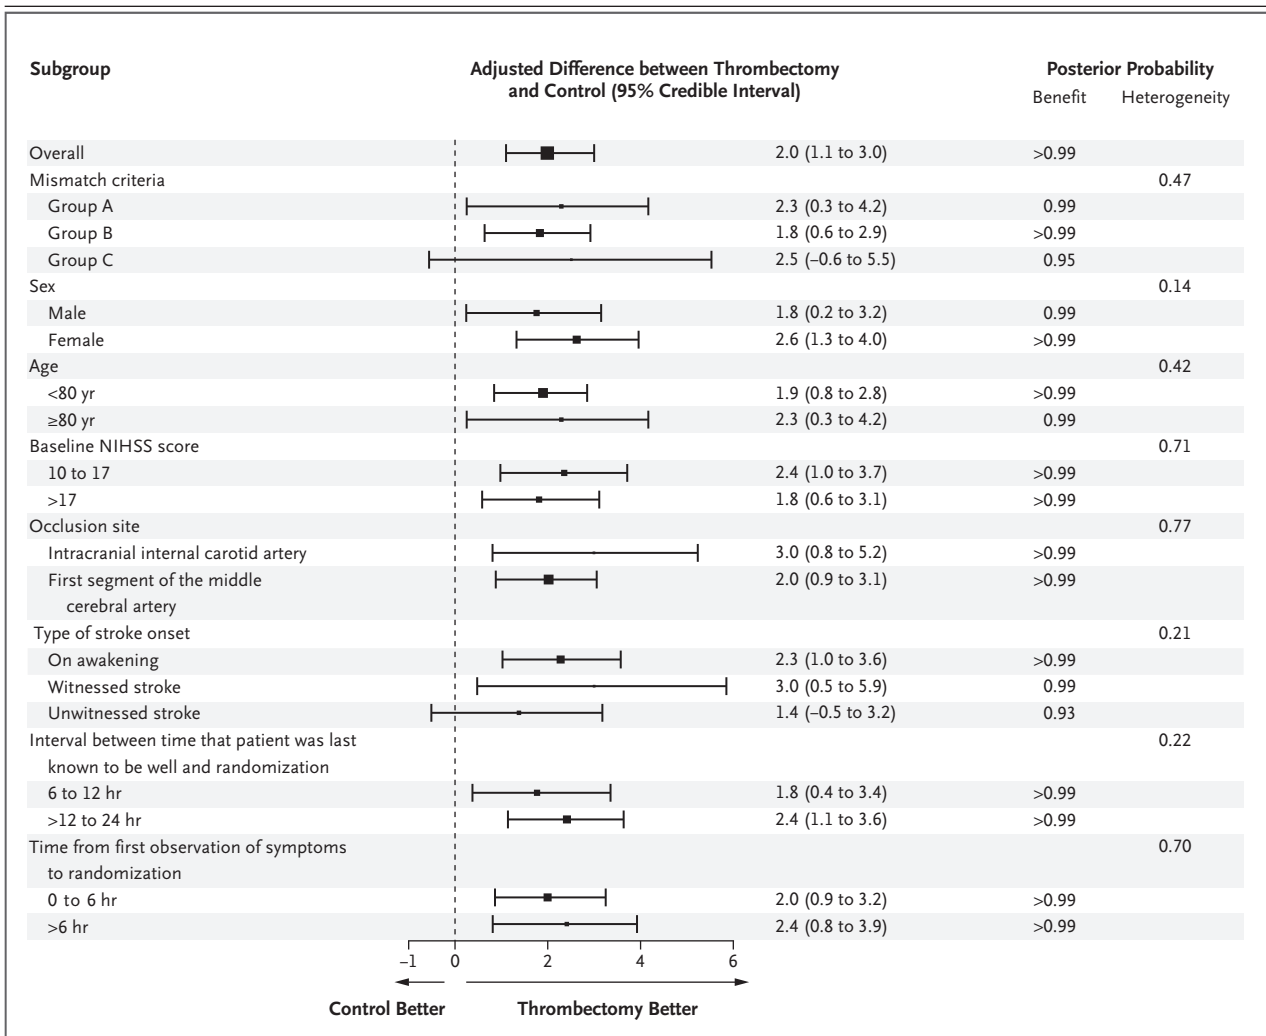 Subgroup Adjusted Difference between Thrombectomy Posterior Probability
and Control (95% Credible Interval) Benefit Heterogeneity
Overall 2.0 (1.1 to 3.0) >0.99
Mismatch criteria 0.47
Group A 2.3 (0.3 to 4.2) 0.99
Group B 1.8 (0.6 to 2.9) >0.99
Group C 2.5 (–0.6 to 5.5) 0.95
Sex 0.14
Male 1.8 (0.2 to 3.2) 0.99
Female 2.6 (1.3 to 4.0) >0.99
Age 0.42
<80 yr 1.9 (0.8 to 2.8) >0.99
≥80 yr 2.3 (0.3 to 4.2) 0.99
Baseline NIHSS score 0.71
10 to 17 2.4 (1.0 to 3.7) >0.99
>17 1.8 (0.6 to 3.1) >0.99
Occlusion site 0.77
Intracranial internal carotid artery 3.0 (0.8 to 5.2) >0.99
First segment of the middle 2.0 (0.9 to 3.1) >0.99
cerebral artery
Type of stroke onset 0.21
On awakening 2.3 (1.0 to 3.6) >0.99
Witnessed stroke 3.0 (0.5 to 5.9) 0.99
Unwitnessed stroke 1.4 (–0.5 to 3.2) 0.93
Interval between time that patient was last 0.22
known to be well and randomization
6 to 12 hr 1.8 (0.4 to 3.4) >0.99
>12 to 24 hr 2.4 (1.1 to 3.6) >0.99
Time from first observation of symptoms 0.70
to randomization
0 to 6 hr 2.0 (0.9 to 3.2) >0.99
>6 hr 2.4 (0.8 to 3.9) >0.99
–1 0 2 4 6
Control Better Thrombectomy Better